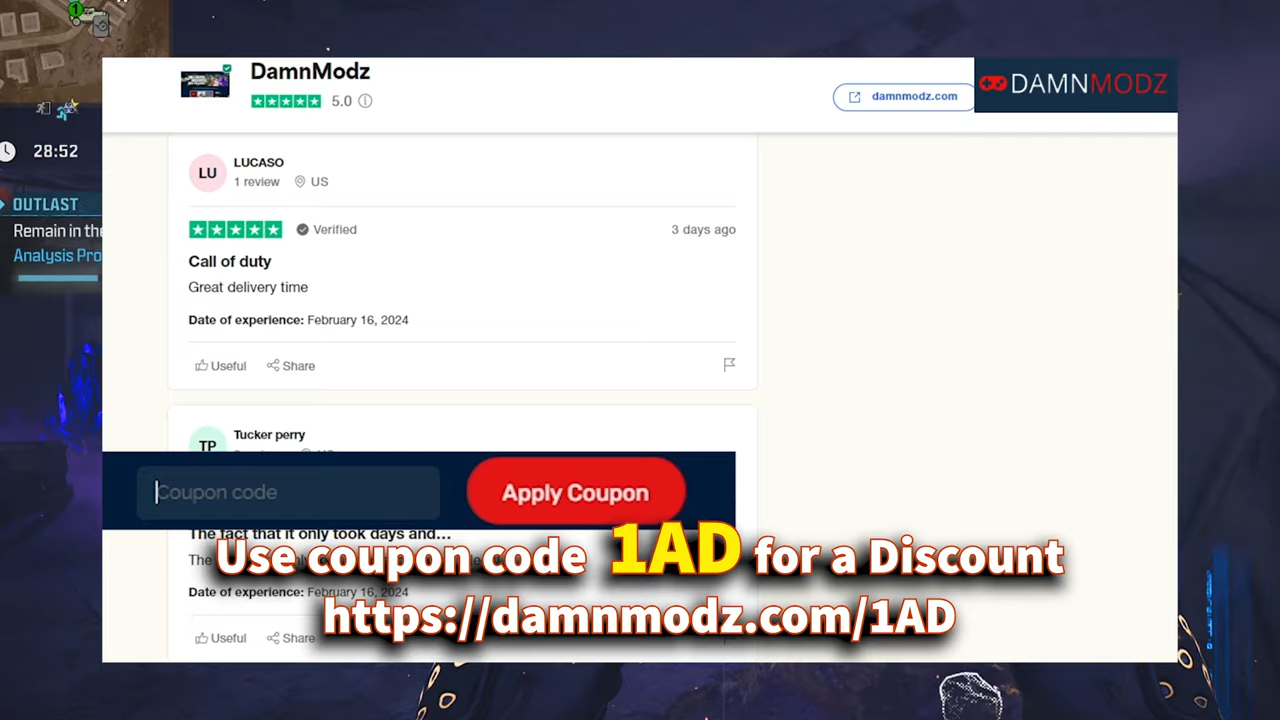 1
28:52
OUTLAST
Remain in the
Analysis Pro
DamnModz
5.0
damnmodz.com
DAMNMODZ
LU
LUCASO
1 review
US
Verified
3 days ago
Call of duty
Great delivery time
Date of experience: February 16, 2024
Useful
Share
TP
Tucker perry
Coupon code
Apply Coupon
The fact that it only took days and...
The
Use coupon code 1AD for a Discount
Date of experience: February 16, 2024
https://damnmodz.com/1AD
Useful
Share